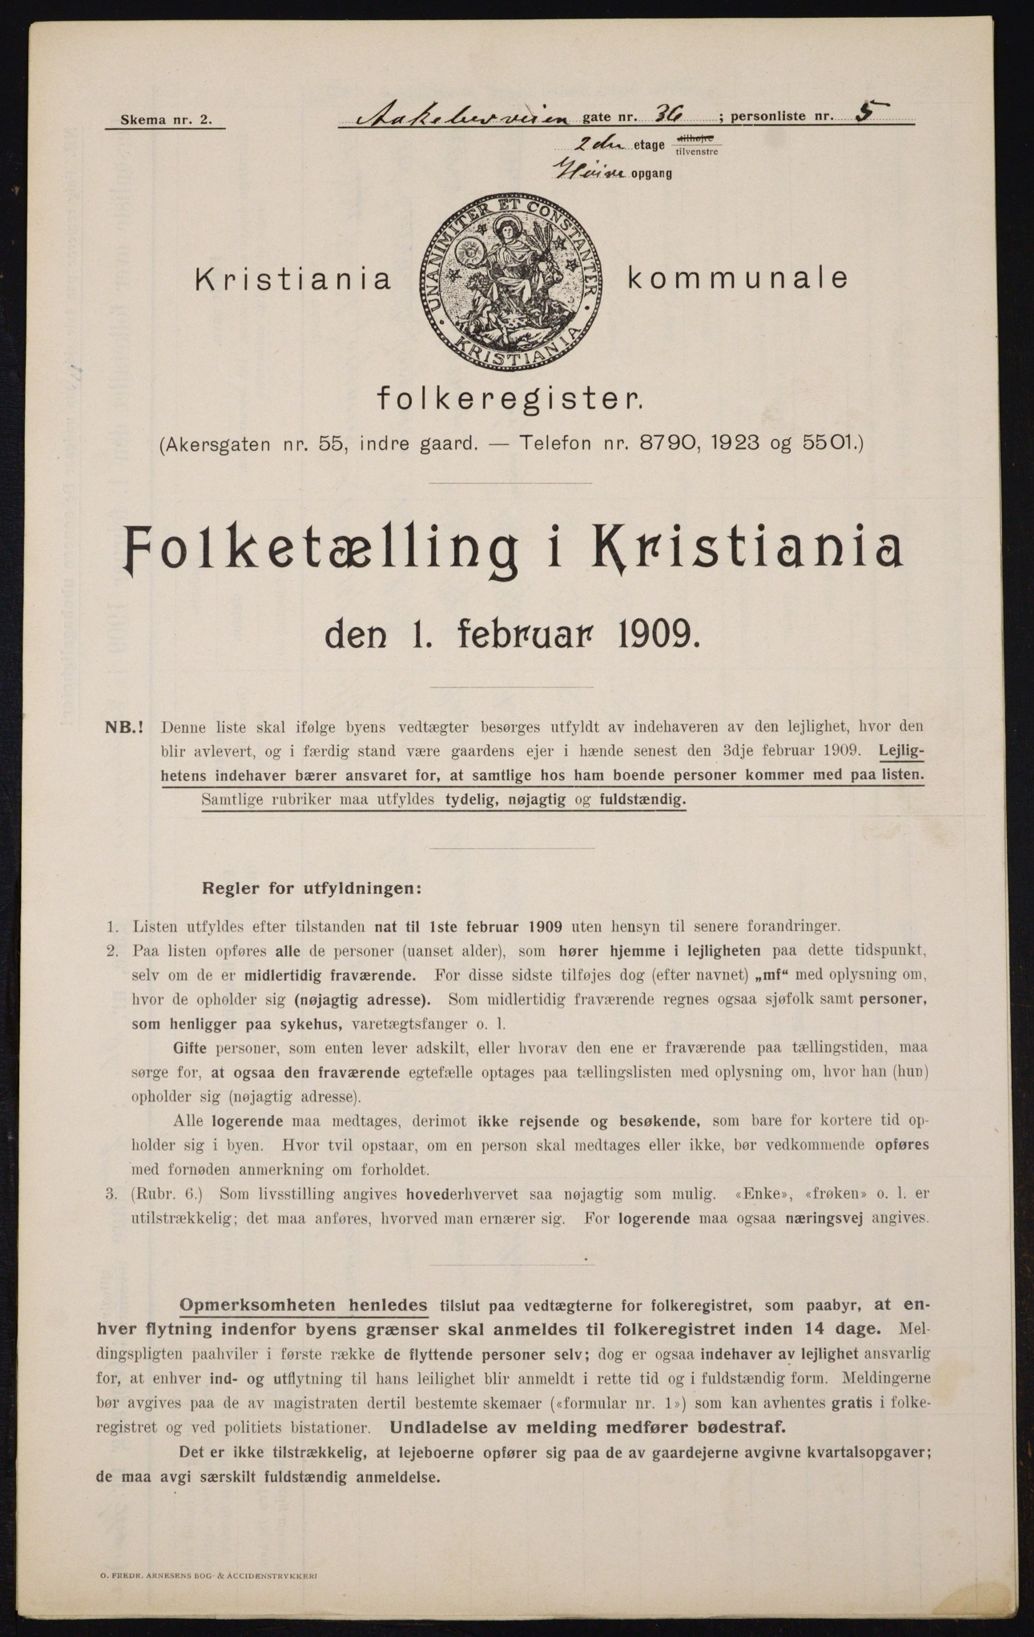 Skema nr. 2.
Aakebergveien gate nr. 36 ; personliste nr. 5
2den etage tilhøjre
tilvenstre
Höire opgang
UNANIMITER ET CONSTANTER · KRISTIANIA ·
Kristiania kommunale
folkeregister.
(Akersgaten nr. 55, indre gaard. — Telefon nr. 8790, 1923 og 5501.)
Folketælling i Kristiania
den 1. februar 1909.
NB.! Denne liste skal ifølge byens vedtægter besørges utfyldt av indehaveren av den lejlighet, hvor den
blir avlevert, og i færdig stand være gaardens ejer i hænde senest den 3dje februar 1909. Lejlig-
hetens indehaver bærer ansvaret for, at samtlige hos ham boende personer kommer med paa listen.
Samtlige rubriker maa utfyldes tydelig, nøjagtig og fuldstændig.
Regler for utfyldningen:
1. Listen utfyldes efter tilstanden nat til 1ste februar 1909 uten hensyn til senere forandringer.
2. Paa listen opføres alle de personer (uanset alder), som hører hjemme i lejligheten paa dette tidspunkt,
selv om de er midlertidig fraværende. For disse sidste tilføjes dog (efter navnet) „mf“ med oplysning om,
hvor de opholder sig (nøjagtig adresse). Som midlertidig fraværende regnes ogsaa sjøfolk samt personer,
som henligger paa sykehus, varetægtsfanger o. l.
Gifte personer, som enten lever adskilt, eller hvorav den ene er fraværende paa tællingstiden, maa
sørge for, at ogsaa den fraværende egtefælle optages paa tællingslisten med oplysning om, hvor han (hun)
opholder sig (nøjagtig adresse).
Alle logerende maa medtages, derimot ikke rejsende og besøkende, som bare for kortere tid op-
holder sig i byen. Hvor tvil opstaar, om en person skal medtages eller ikke, bør vedkommende opføres
med fornøden anmerkning om forholdet.
3. (Rubr. 6.) Som livsstilling angives hovederhvervet saa nøjagtig som mulig. «Enke», «frøken» o. l. er
utilstrækkelig; det maa anføres, hvorved man ernærer sig. For logerende maa ogsaa næringsvej angives.
Opmerksomheten henledes tilslut paa vedtægterne for folkeregistret, som paabyr, at en-
hver flytning indenfor byens grænser skal anmeldes til folkeregistret inden 14 dage. Mel-
dingspligten paahviler i første række de flyttende personer selv; dog er ogsaa indehaver av lejlighet ansvarlig
for, at enhver ind- og utflytning til hans leilighet blir anmeldt i rette tid og i fuldstændig form. Meldingerne
bør avgives paa de av magistraten dertil bestemte skemaer («formular nr. 1») som kan avhentes gratis i folke-
registret og ved politiets bistationer. Undladelse av melding medfører bødestraf.
Det er ikke tilstrækkelig, at lejeboerne opfører sig paa de av gaardejerne avgivne kvartalsopgaver;
de maa avgi særskilt fuldstændig anmeldelse.
O. FREDR. ARNESENS BOG- & ACCIDENSTRYKKERI